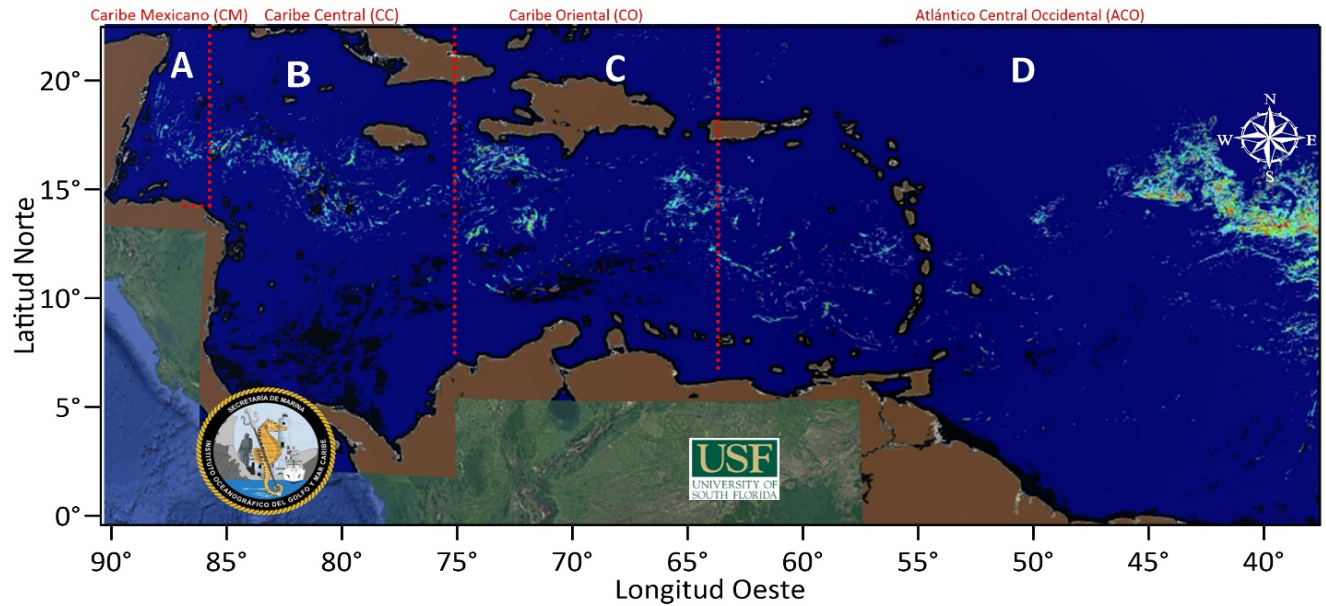 Caribe Mexicano (CM) Caribe Central (CC) Caribe Oriental (CO) Atlántico Central Occidental (ACO)
A B C D
20°
15°
10°
5°
0°
Latitud Norte
N
W E
S
SECRETARÍA DE MARINA
INSTITUTO OCEANOGRÁFICO DEL GOLFO Y MAR CARIBE
USF
UNIVERSITY OF
SOUTH FLORIDA
90° 85° 80° 75° 70° 65° 60° 55° 50° 45° 40°
Longitud Oeste